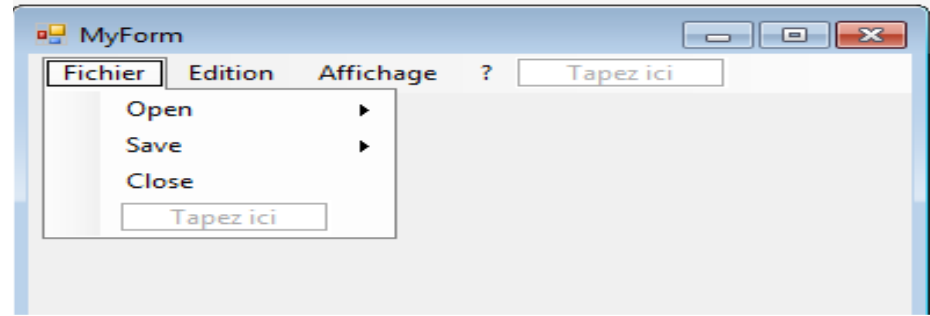 MyForm
Fichier Edition Affichage ? Tapez ici
Open
Save
Close
Tapez ici